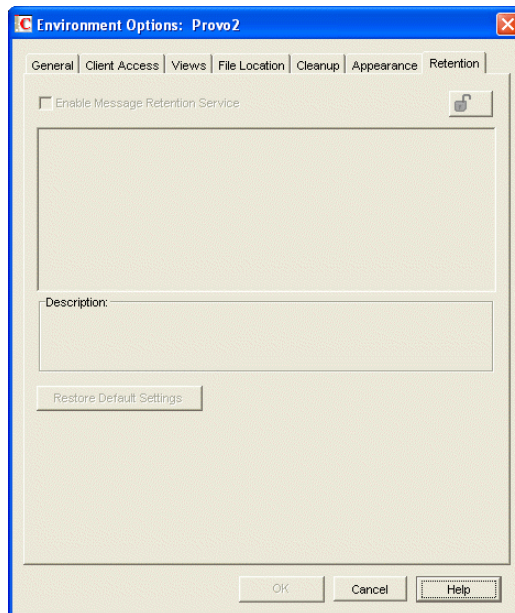 Environment Options: Provo2
General Client Access Views File Location Cleanup Appearance Retention
Enable Message Retention Service
Description:
Restore Default Settings
OK Cancel Help